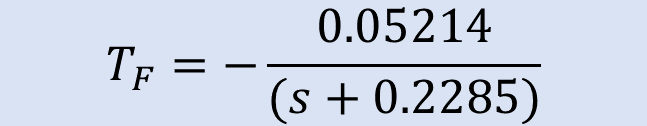 T_F = − 0.05214 / (s + 0.2285)